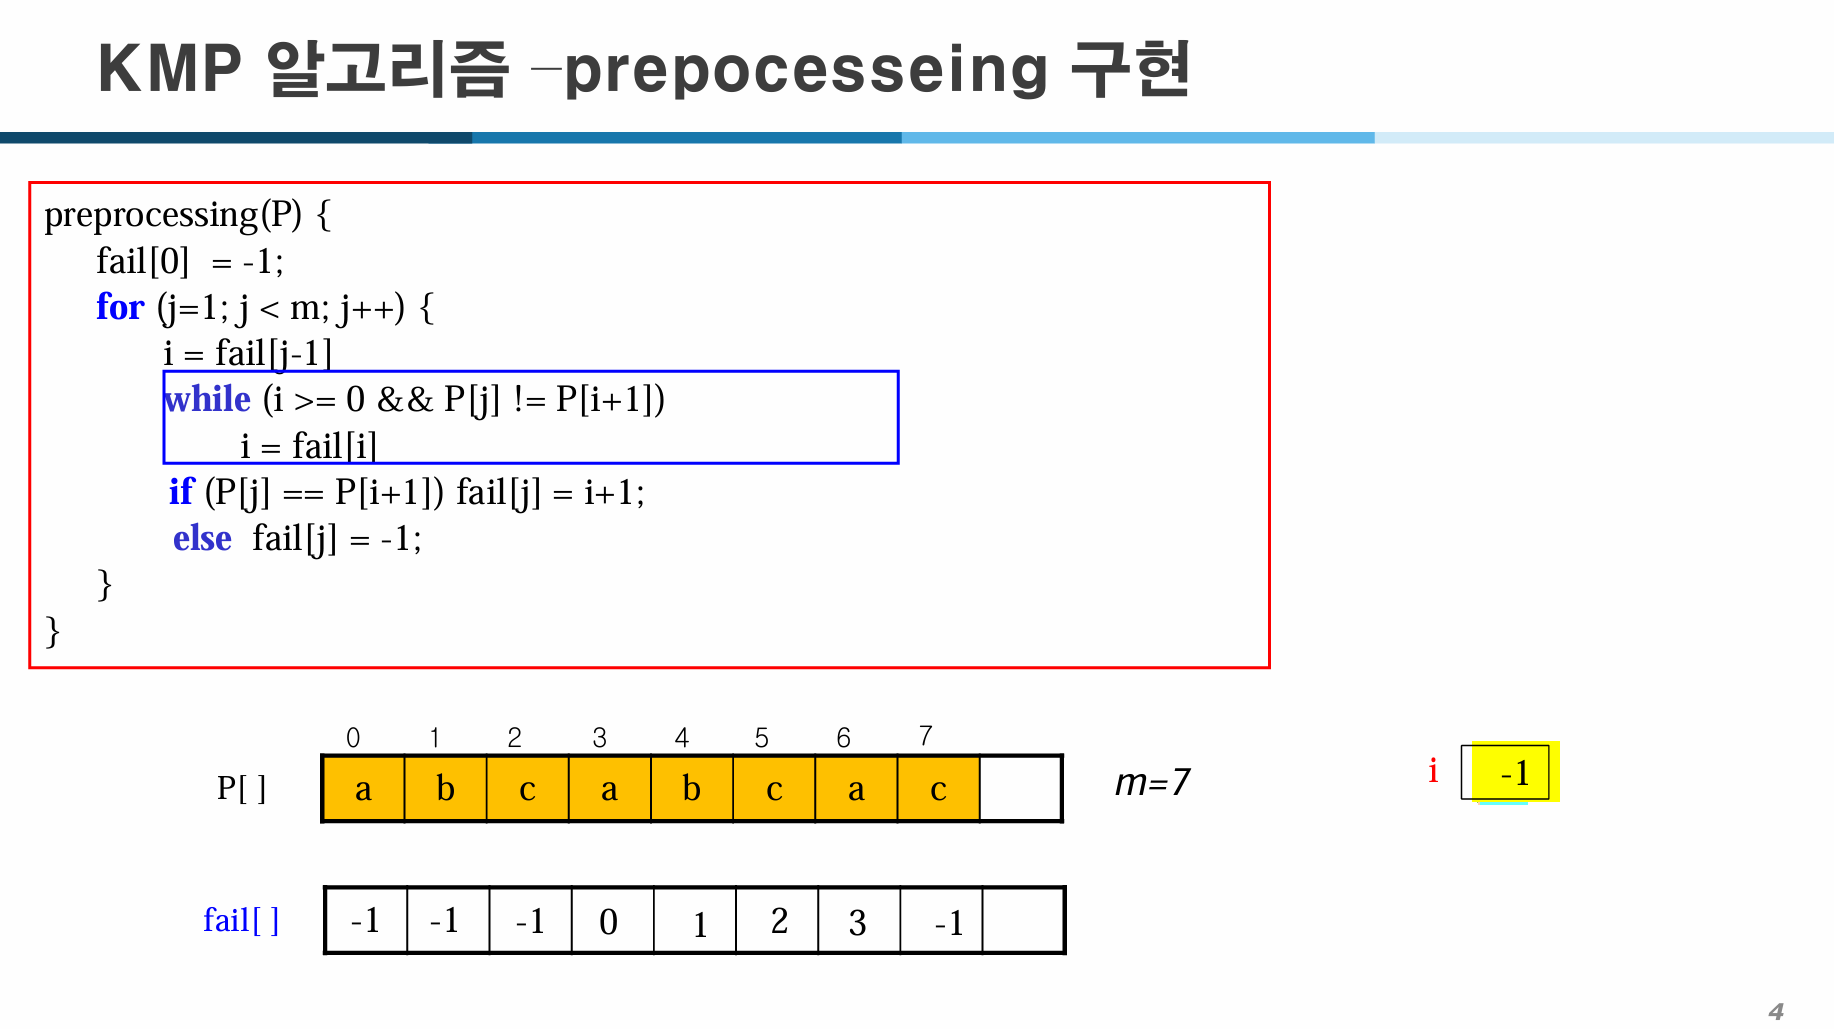 KMP 알고리즘 –prepocesseing 구현
preprocessing(P) {
fail[0] = -1;
for (j=1; j < m; j++) {
i = fail[j-1]
while (i >= 0 && P[j] != P[i+1])
i = fail[i]
if (P[j] == P[i+1]) fail[j] = i+1;
else fail[j] = -1;
}
}
0 1 2 3 4 5 6 7
P[ ] a b c a b c a c m=7 i -1
fail[ ] -1 -1 -1 0 1 2 3 -1
4